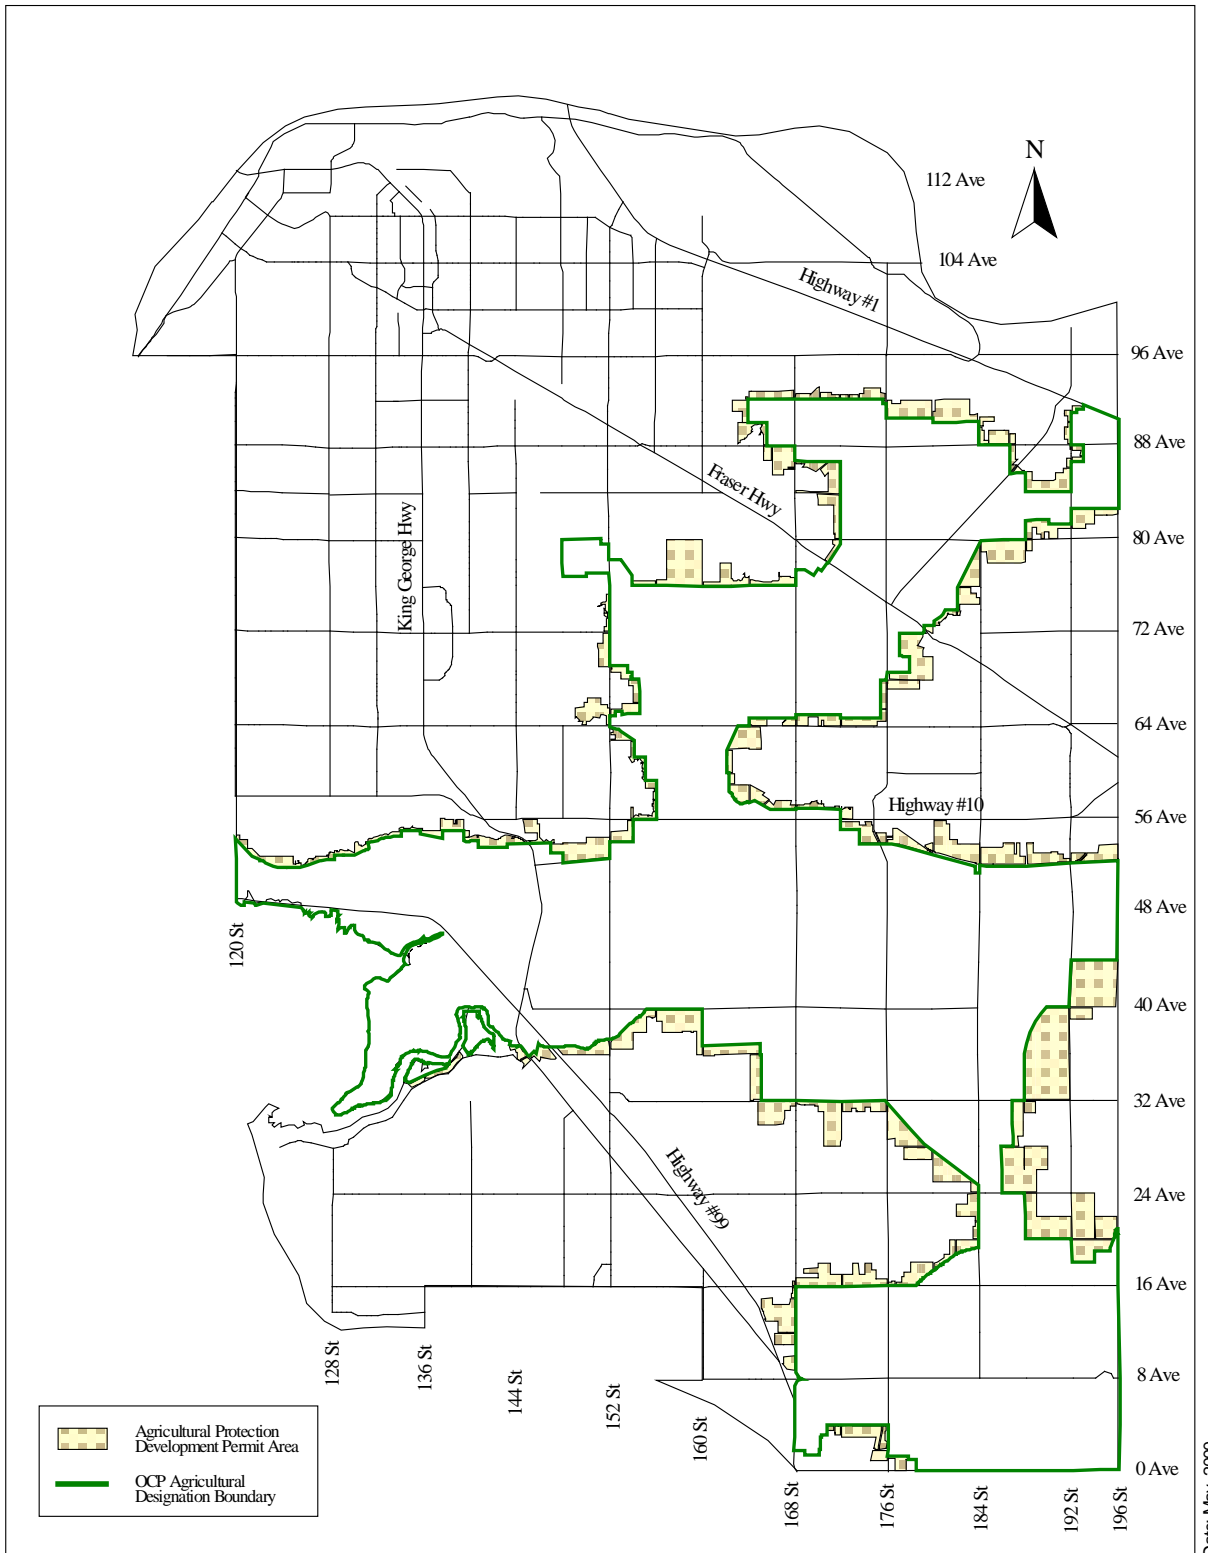 N
112 Ave
104 Ave
Highway #1
96 Ave
88 Ave
Fraser Hwy
King George Hwy
80 Ave
72 Ave
64 Ave
Highway #10
56 Ave
48 Ave
120 St
40 Ave
32 Ave
Highway #99
24 Ave
16 Ave
8 Ave
0 Ave
128 St
136 St
144 St
152 St
160 St
168 St
176 St
184 St
192 St
196 St
Agricultural Protection
Development Permit Area
OCP Agricultural
Designation Boundary